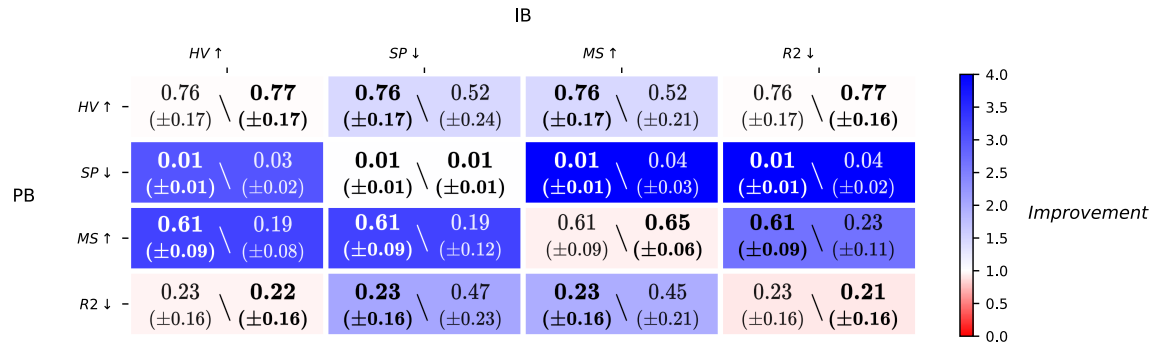 IB
HV ↑ SP ↓ MS ↑ R2 ↓
HV ↑ 0.76 \ 0.77 0.76 \ 0.52 0.76 \ 0.52 0.76 \ 0.77
(±0.17) (±0.17) (±0.17) (±0.24) (±0.17) (±0.21) (±0.17) (±0.16)
SP ↓ 0.01 \ 0.03 0.01 \ 0.01 0.01 \ 0.04 0.01 \ 0.04
(±0.01) (±0.02) (±0.01) (±0.01) (±0.01) (±0.03) (±0.01) (±0.02)
PB
MS ↑ 0.61 \ 0.19 0.61 \ 0.19 0.61 \ 0.65 0.61 \ 0.23
(±0.09) (±0.08) (±0.09) (±0.12) (±0.09) (±0.06) (±0.09) (±0.11)
R2 ↓ 0.23 \ 0.22 0.23 \ 0.47 0.23 \ 0.45 0.23 \ 0.21
(±0.16) (±0.16) (±0.16) (±0.23) (±0.16) (±0.21) (±0.16) (±0.16)
4.0
3.5
3.0
2.5
2.0
1.5
1.0
0.5
0.0
Improvement